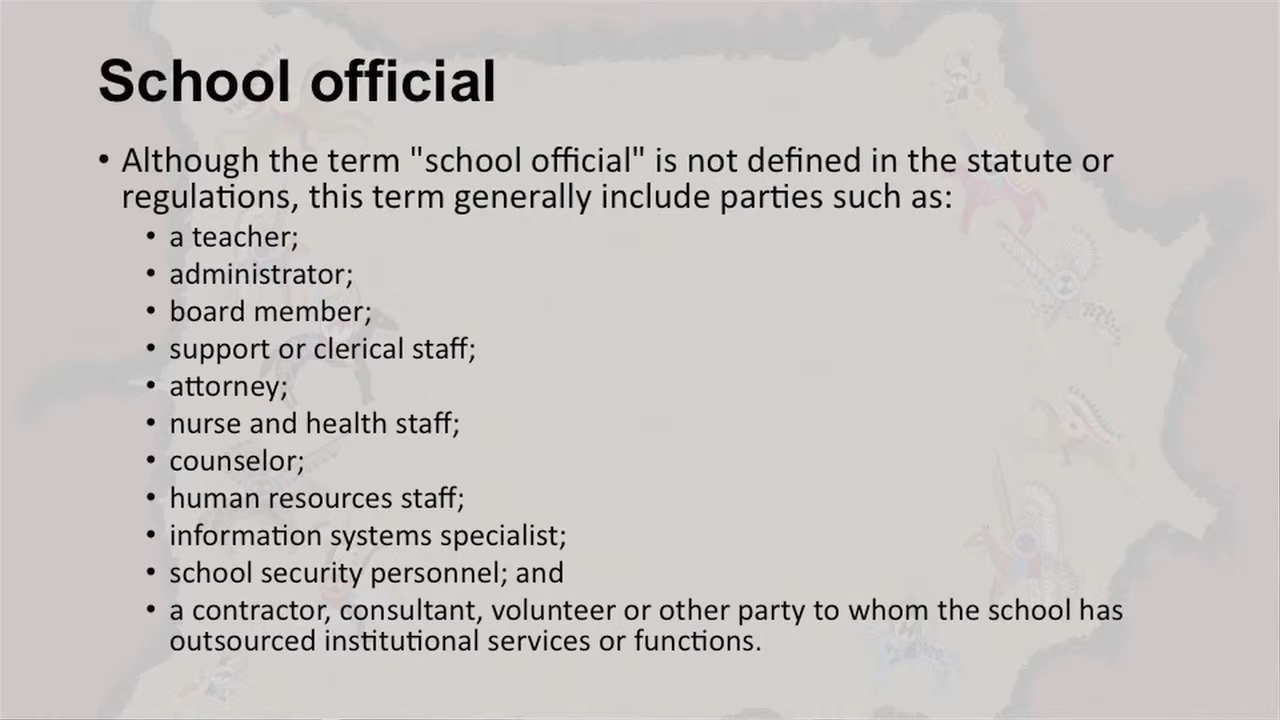 School official
• Although the term "school official" is not defined in the statute or
regulations, this term generally include parties such as:
• a teacher;
• administrator;
• board member;
• support or clerical staff;
• attorney;
• nurse and health staff;
• counselor;
• human resources staff;
• information systems specialist;
• school security personnel; and
• a contractor, consultant, volunteer or other party to whom the school has
outsourced institutional services or functions.